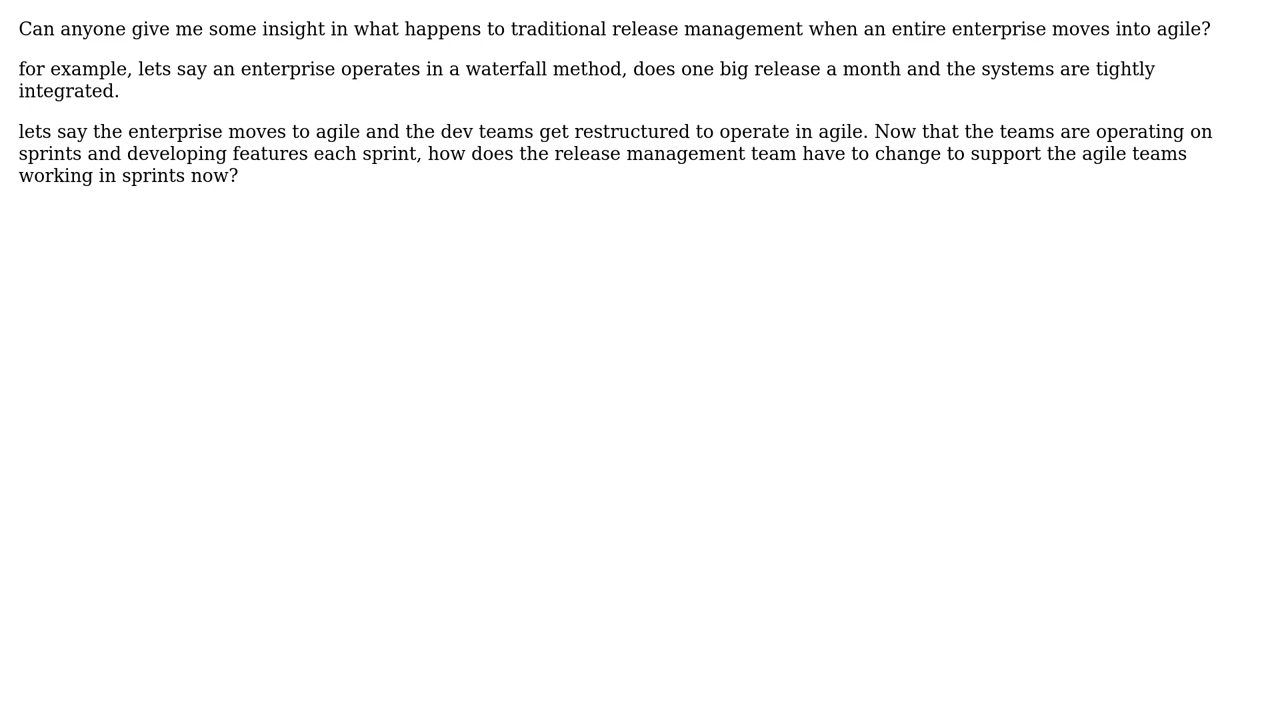 Can anyone give me some insight in what happens to traditional release management when an entire enterprise moves into agile?
for example, lets say an enterprise operates in a waterfall method, does one big release a month and the systems are tightly
integrated.
lets say the enterprise moves to agile and the dev teams get restructured to operate in agile. Now that the teams are operating on
sprints and developing features each sprint, how does the release management team have to change to support the agile teams
working in sprints now?